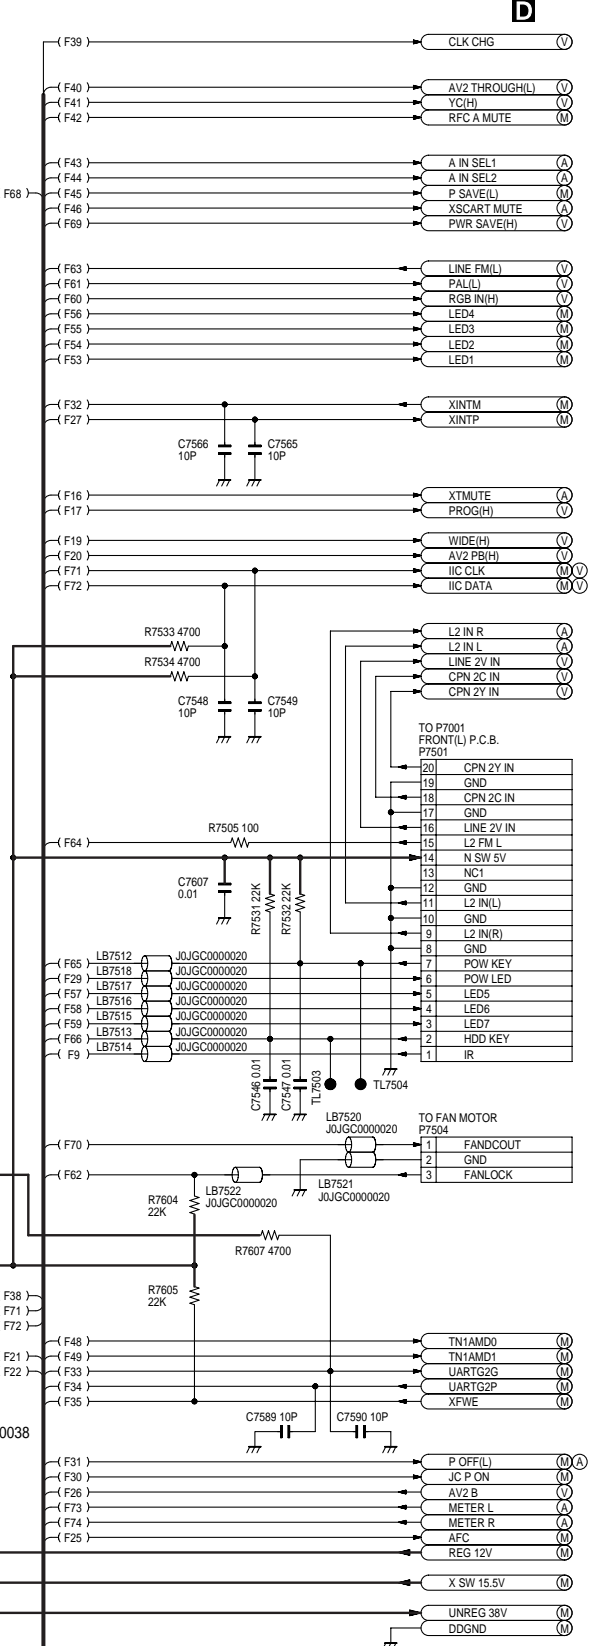 D
F39 CLK CHG V
F40 AV2 THROUGH(L) V
F41 YC(H) V
F42 RFC A MUTE M
F43 A IN SEL1 A
F44 A IN SEL2 A
F68 F45 P SAVE(L) M
F46 XSCART MUTE A
F69 PWR SAVE(H) V
F63 LINE FM(L) V
F61 PAL(L) V
F60 RGB IN(H) V
F56 LED4 M
F55 LED3 M
F54 LED2 M
F53 LED1 M
F32 XINTM M
F27 XINTP M
C7566 10P
C7565 10P
F16 XTMUTE A
F17 PROG(H) V
F19 WIDE(H) V
F20 AV2 PB(H) V
F71 IIC CLK M V
F72 IIC DATA M V
R7533 4700
L2 IN R A
L2 IN L A
R7534 4700
LINE 2V IN V
CPN 2C IN V
CPN 2Y IN V
C7548 10P
C7549 10P
TO P7001
FRONT(L) P.C.B.
P7501
20 CPN 2Y IN
19 GND
18 CPN 2C IN
17 GND
16 LINE 2V IN
F64 R7505 100 15 L2 FM L
14 N SW 5V
13 NC1
12 GND
11 L2 IN(L)
10 GND
9 L2 IN(R)
8 GND
C7607 0.01
R7531 22K
R7532 22K
F65 LB7512 J0JGC0000020 7 POW KEY
F29 LB7518 J0JGC0000020 6 POW LED
F57 LB7517 J0JGC0000020 5 LED5
F58 LB7516 J0JGC0000020 4 LED6
F59 LB7515 J0JGC0000020 3 LED7
F66 LB7513 J0JGC0000020 2 HDD KEY
F9 LB7514 J0JGC0000020 1 IR
C7546 0.01
C7547 0.01
TL7503
TL7504
LB7520
J0JGC0000020
TO FAN MOTOR
P7504
F70 1 FANDCOUT
2 GND
F62 3 FANLOCK
LB7522
J0JGC0000020
LB7521
J0JGC0000020
R7604
22K
R7607 4700
R7605
22K
F38
F71
F72
F48 TN1AMD0 M
F21 F49 TN1AMD1 M
F22 F33 UARTG2G M
F34 UARTG2P M
F35 XFWE M
C7589 10P
C7590 10P
0038
F31 P OFF(L) M A
F30 JC P ON M
F26 AV2 B V
F73 METER L A
F74 METER R A
F25 AFC M
REG 12V M
X SW 15.5V M
UNREG 38V M
DDGND M